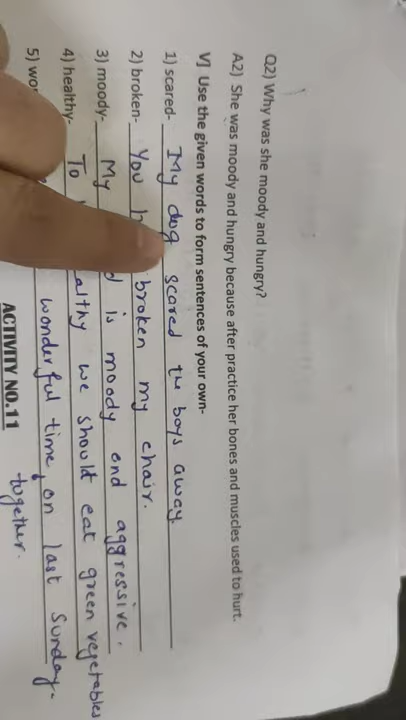 Q2) Why was she moody and hungry?
A2) She was moody and hungry because after practice her bones and muscles used to hurt.
V] Use the given words to form sentences of your own-
1) scared- My dog scared the boys away.
2) broken- You broken my chair.
3) moody- My is moody and aggressive.
4) healthy- To we should eat green vegetables
5) wonderful time, on last Sunday-
together.
ACTIVITY NO.11